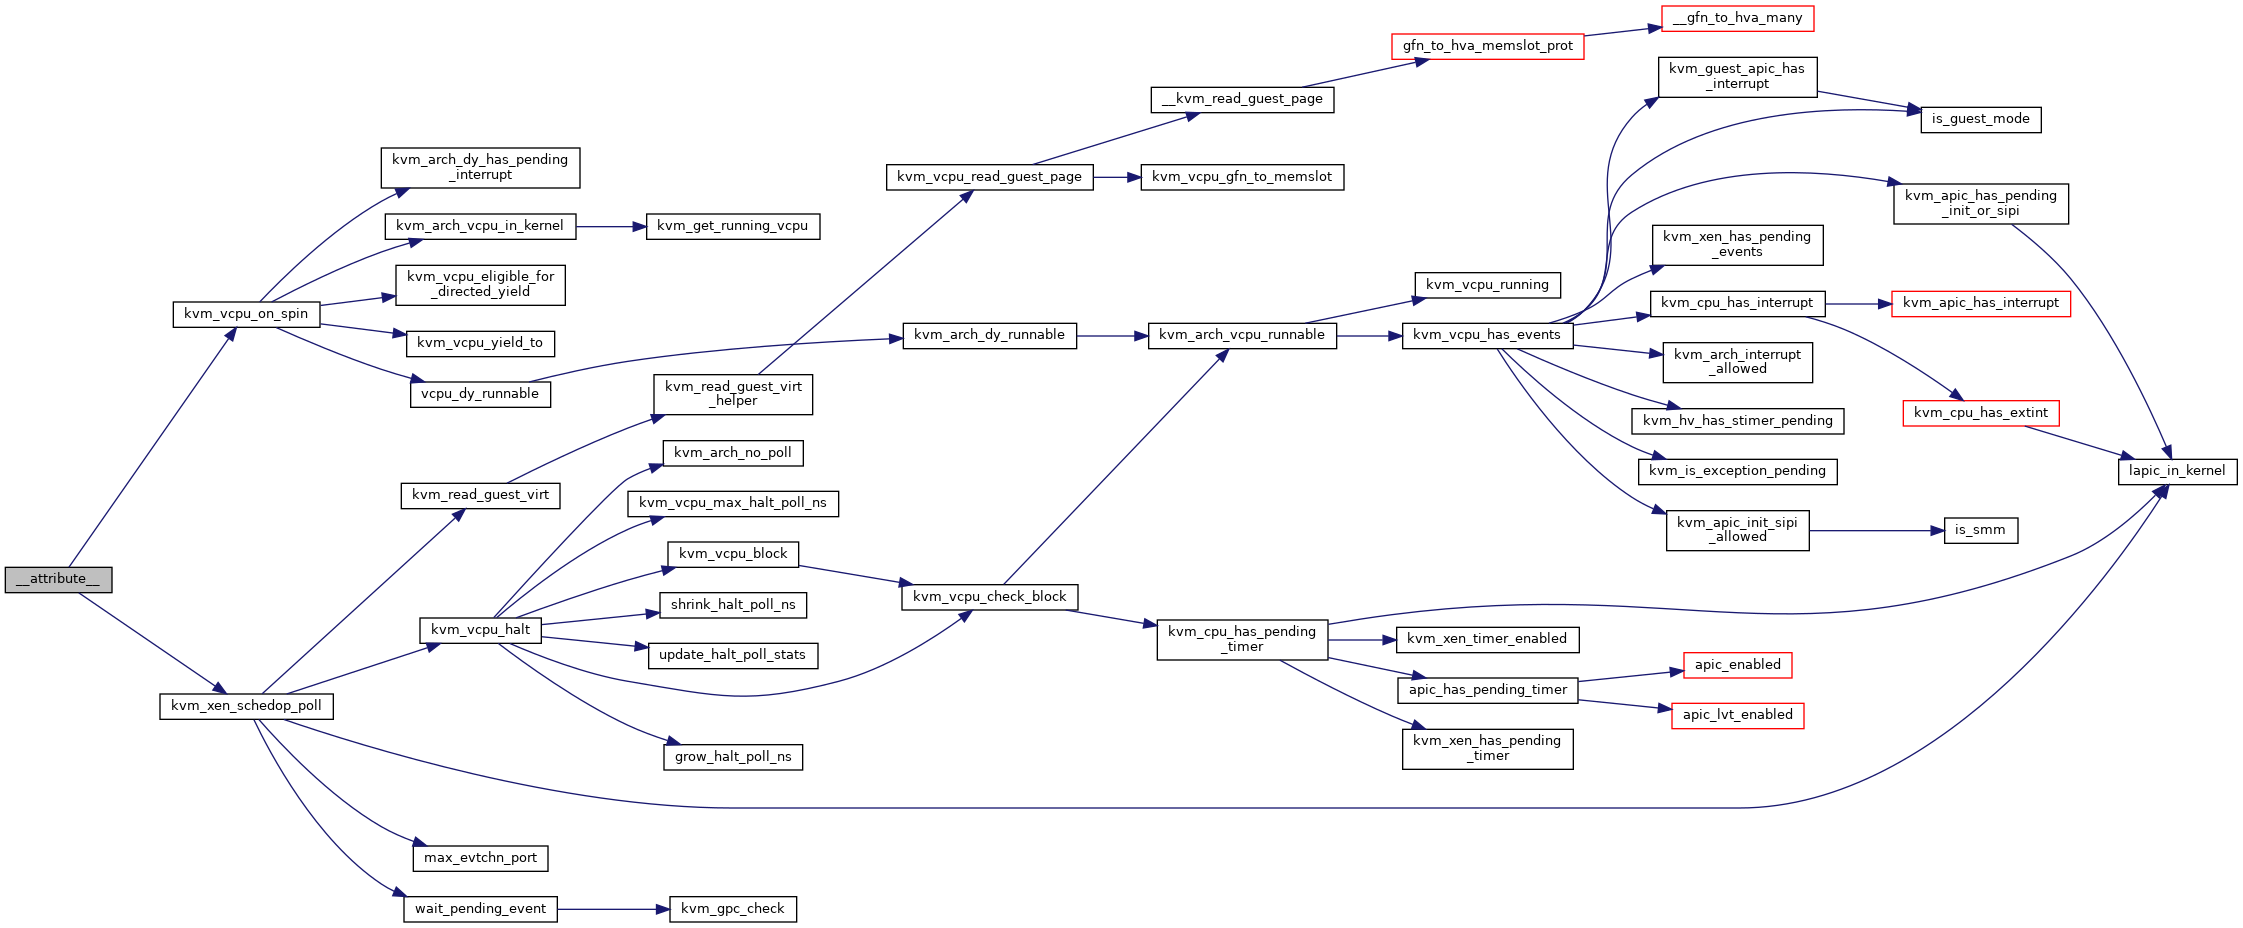 __gfn_to_hva_many
gfn_to_hva_memslot_prot
kvm_guest_apic_has
_interrupt
__kvm_read_guest_page
is_guest_mode
kvm_arch_dy_has_pending
_interrupt
kvm_vcpu_read_guest_page
kvm_vcpu_gfn_to_memslot
kvm_apic_has_pending
_init_or_sipi
kvm_arch_vcpu_in_kernel
kvm_get_running_vcpu
kvm_xen_has_pending
_events
kvm_vcpu_eligible_for
_directed_yield
kvm_vcpu_running
kvm_cpu_has_interrupt
kvm_apic_has_interrupt
kvm_vcpu_on_spin
kvm_vcpu_yield_to
kvm_arch_dy_runnable
kvm_arch_vcpu_runnable
kvm_vcpu_has_events
kvm_arch_interrupt
_allowed
vcpu_dy_runnable
kvm_read_guest_virt
_helper
kvm_hv_has_stimer_pending
kvm_cpu_has_extint
kvm_arch_no_poll
kvm_is_exception_pending
lapic_in_kernel
kvm_read_guest_virt
kvm_vcpu_max_halt_poll_ns
kvm_apic_init_sipi
_allowed
is_smm
kvm_vcpu_block
__attribute__
kvm_vcpu_check_block
shrink_halt_poll_ns
kvm_vcpu_halt
kvm_cpu_has_pending
_timer
kvm_xen_timer_enabled
update_halt_poll_stats
apic_enabled
apic_has_pending_timer
kvm_xen_schedop_poll
apic_lvt_enabled
kvm_xen_has_pending
_timer
grow_halt_poll_ns
max_evtchn_port
wait_pending_event
kvm_gpc_check